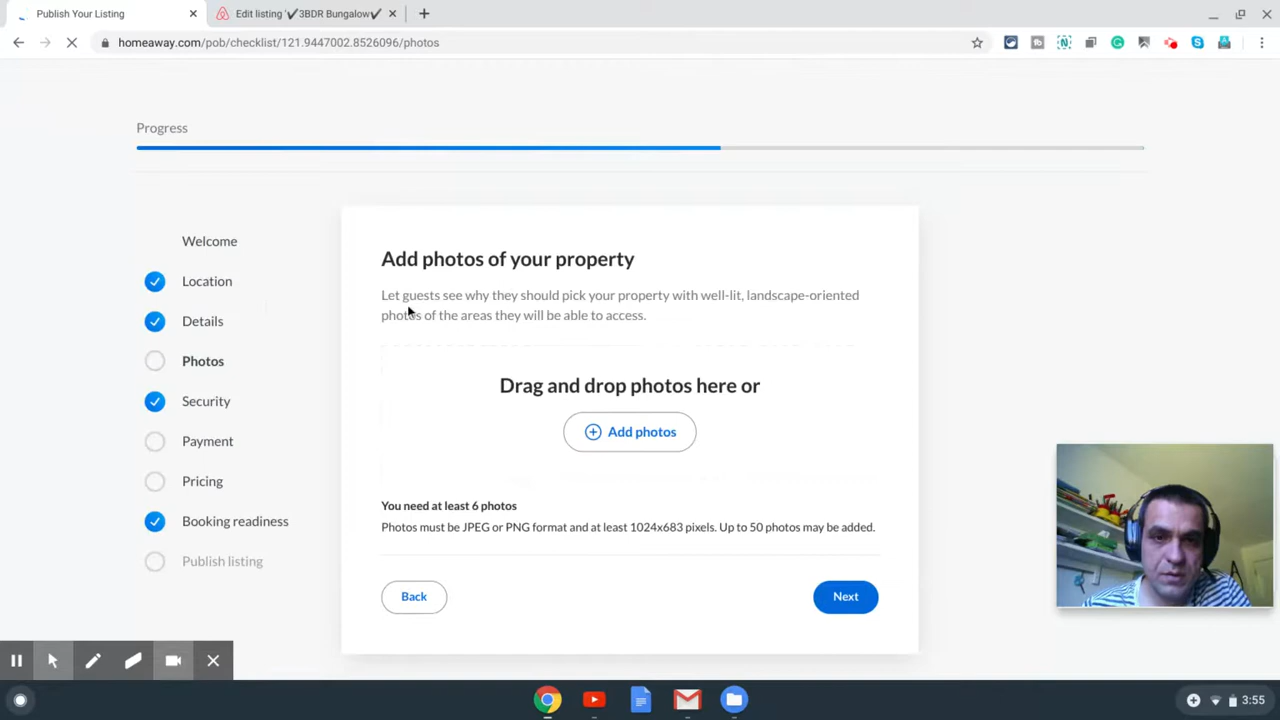 Publish Your Listing
Edit listing '✔3BDR Bungalow✔
homeaway.com/pob/checklist/121.9447002.8526096/photos
Progress
Welcome
Location
Details
Photos
Security
Payment
Pricing
Booking readiness
Publish listing
Add photos of your property
Let guests see why they should pick your property with well-lit, landscape-oriented
photos of the areas they will be able to access.
Drag and drop photos here or
Add photos
You need at least 6 photos
Photos must be JPEG or PNG format and at least 1024x683 pixels. Up to 50 photos may be added.
Back
Next
3:55